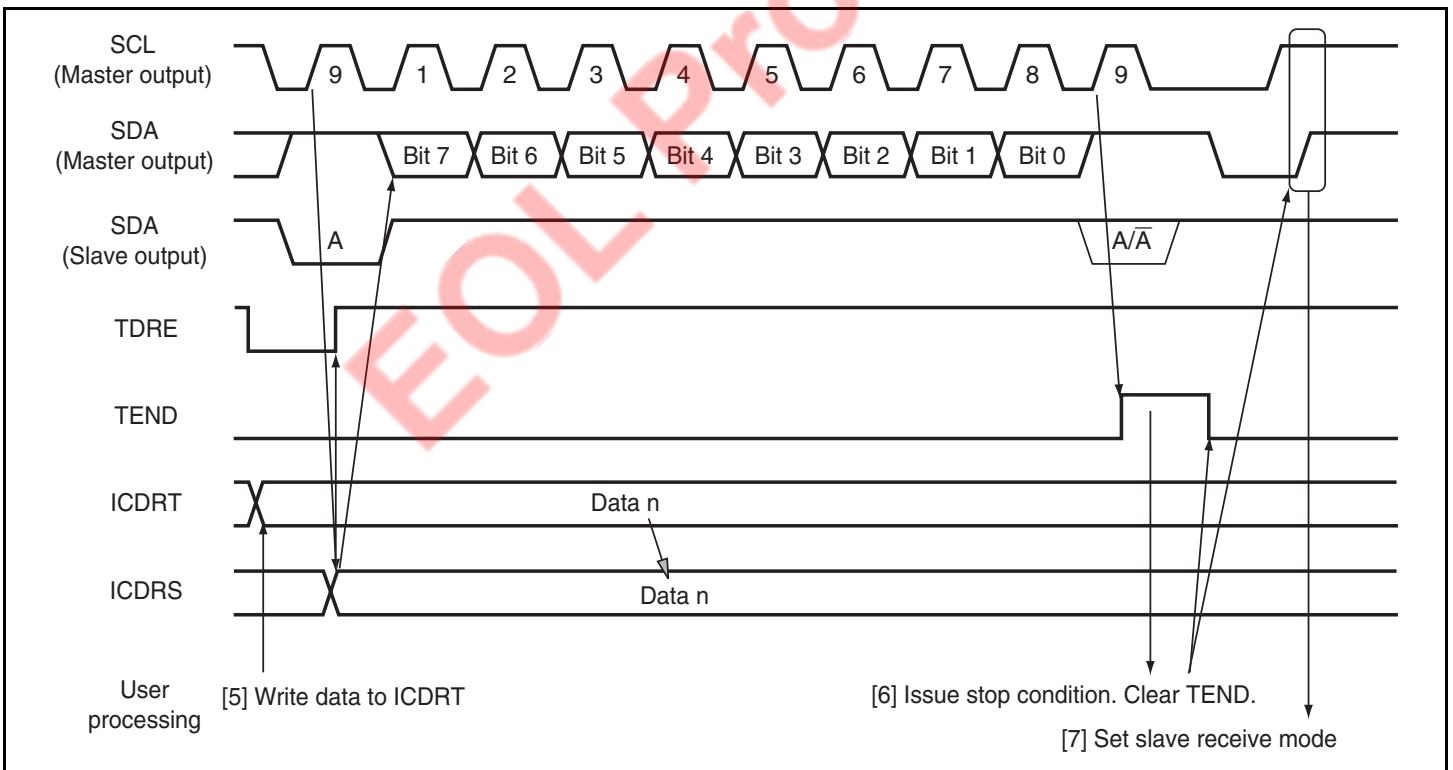 SCL
(Master output)
9 1 2 3 4 5 6 7 8 9
SDA
(Master output)
Bit 7 Bit 6 Bit 5 Bit 4 Bit 3 Bit 2 Bit 1 Bit 0
SDA
(Slave output)
A
A/A̅
TDRE
TEND
ICDRT
Data n
ICDRS
Data n
User
processing
[5] Write data to ICDRT
[6] Issue stop condition. Clear TEND.
[7] Set slave receive mode
EOL Pro